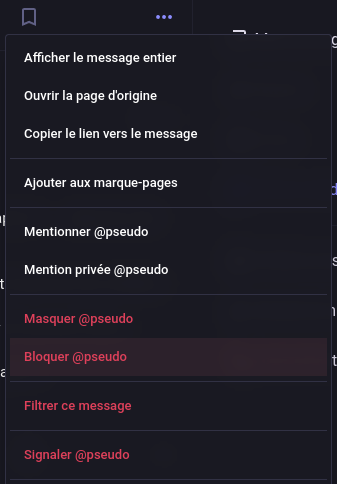 Afficher le message entier
Ouvrir la page d'origine
Copier le lien vers le message
Ajouter aux marque-pages
Mentionner @pseudo
Mention privée @pseudo
Masquer @pseudo
Bloquer @pseudo
Filtrer ce message
Signaler @pseudo